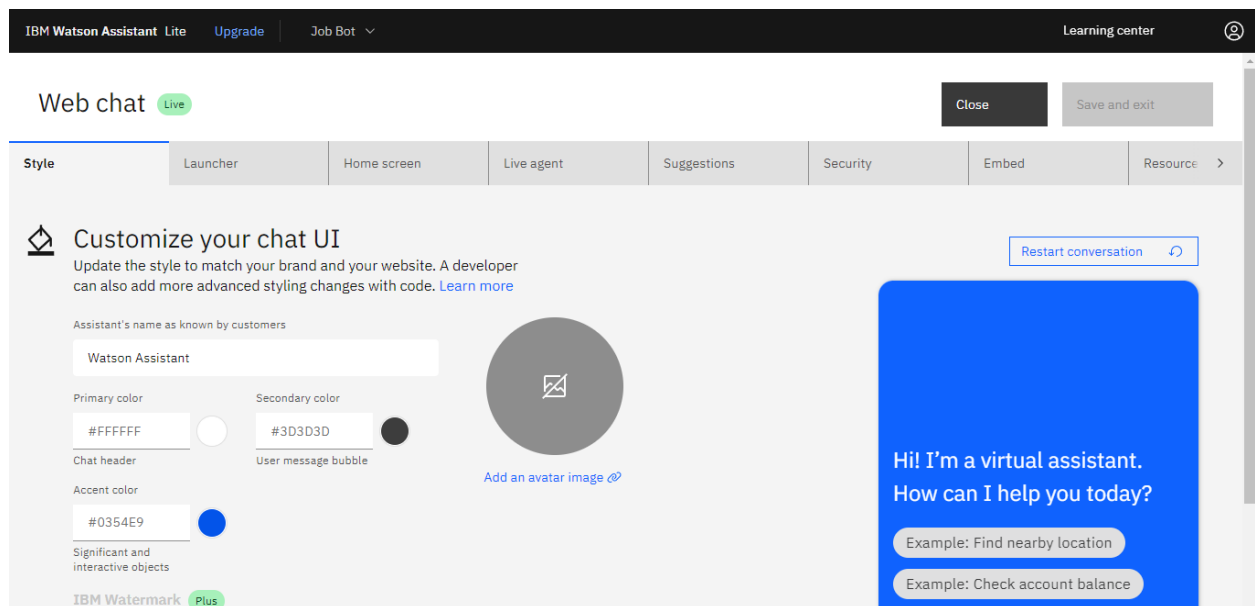 IBM Watson Assistant Lite Upgrade Job Bot Learning center
Web chat Live Close Save and exit
Style Launcher Home screen Live agent Suggestions Security Embed Resource
Customize your chat UI
Update the style to match your brand and your website. A developer
can also add more advanced styling changes with code. Learn more
Restart conversation
Assistant's name as known by customers
Watson Assistant
Primary color Secondary color
#FFFFFF #3D3D3D
Chat header User message bubble
Add an avatar image
Accent color
#0354E9
Significant and
interactive objects
IBM Watermark Plus
Hi! I'm a virtual assistant.
How can I help you today?
Example: Find nearby location
Example: Check account balance